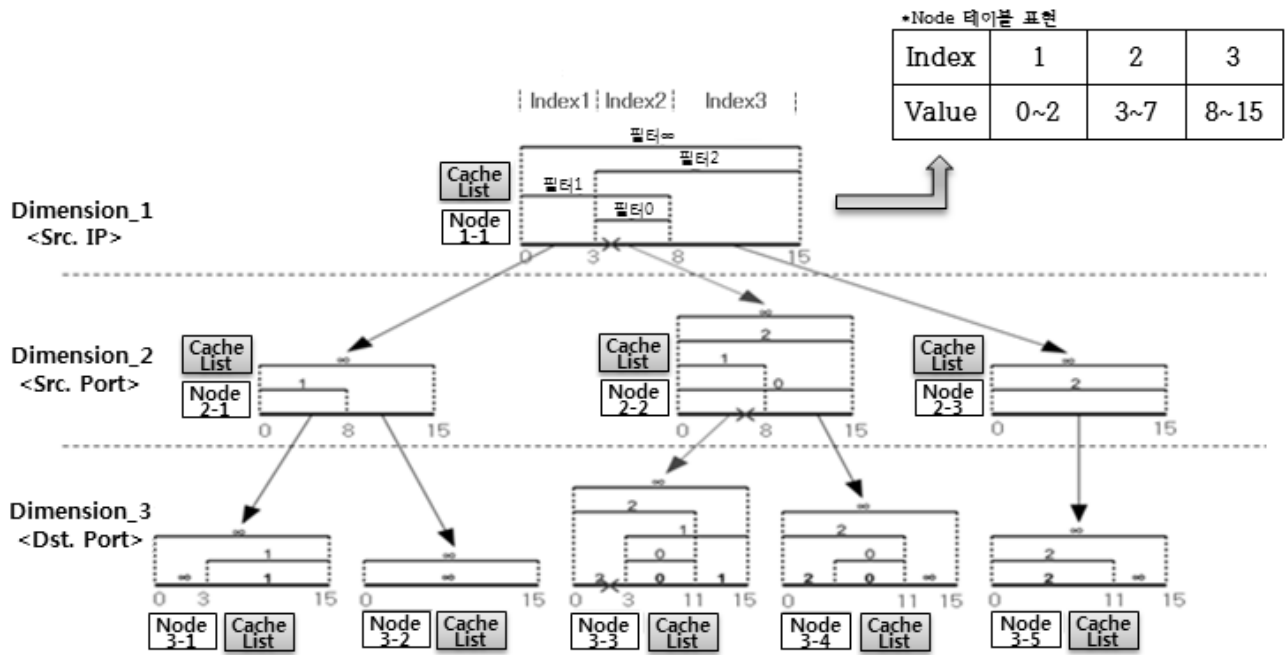 *Node 테이블 표현
Index 1 2 3
Value 0~2 3~7 8~15
Index1 Index2 Index3
필터∞
필터2
필터1
필터0
Cache List
Node 1-1
Dimension_1
<Src. IP>
0 3 8 15
Dimension_2
<Src. Port>
Cache List
Node 2-1
∞
1
0 8 15
Cache List
Node 2-2
∞
2
1
0
0 8 15
Cache List
Node 2-3
∞
2
0 15
Dimension_3
<Dst. Port>
∞
1
∞ 1
0 3 15
Node 3-1
Cache List
∞
∞
0 15
Node 3-2
Cache List
∞
2
1
0
2 0 1
0 3 11 15
Node 3-3
Cache List
∞
2
0
2 0 ∞
0 11 15
Node 3-4
Cache List
∞
2
2 ∞
0 11 15
Node 3-5
Cache List